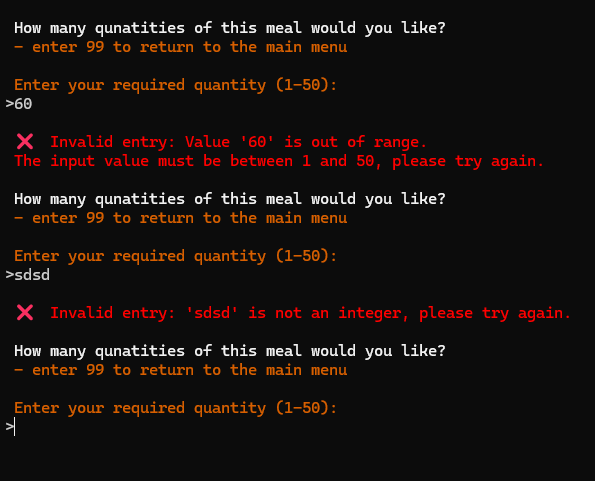 How many qunatities of this meal would you like?
- enter 99 to return to the main menu
Enter your required quantity (1-50):
>60
❌ Invalid entry: Value '60' is out of range.
The input value must be between 1 and 50, please try again.
How many qunatities of this meal would you like?
- enter 99 to return to the main menu
Enter your required quantity (1-50):
>sdsd
❌ Invalid entry: 'sdsd' is not an integer, please try again.
How many qunatities of this meal would you like?
- enter 99 to return to the main menu
Enter your required quantity (1-50):
>